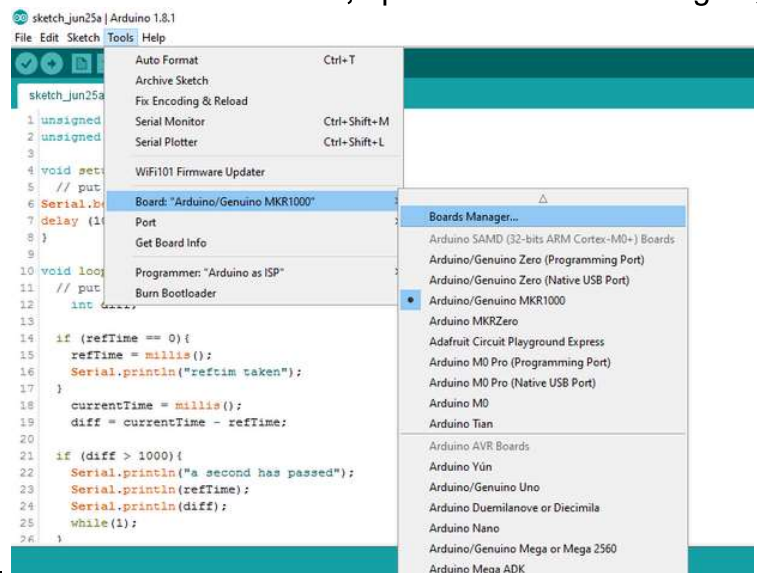 sketch_jun25a | Arduino 1.8.1
File Edit Sketch Tools Help
sketch_jun25a
Auto Format Ctrl+T
Archive Sketch
Fix Encoding & Reload
Serial Monitor Ctrl+Shift+M
Serial Plotter Ctrl+Shift+L
WiFi101 Firmware Updater
Board: "Arduino/Genuino MKR1000"
Port
Get Board Info
Programmer: "Arduino as ISP"
Burn Bootloader
Boards Manager...
Arduino SAMD (32-bits ARM Cortex-M0+) Boards
Arduino/Genuino Zero (Programming Port)
Arduino/Genuino Zero (Native USB Port)
Arduino/Genuino MKR1000
Arduino MKRZero
Adafruit Circuit Playground Express
Arduino M0 Pro (Programming Port)
Arduino M0 Pro (Native USB Port)
Arduino M0
Arduino Tian
Arduino AVR Boards
Arduino Yún
Arduino/Genuino Uno
Arduino Duemilanove or Diecimila
Arduino Nano
Arduino/Genuino Mega or Mega 2560
Arduino Mega ADK
1 unsigned
2 unsigned
3
4 void
5 // put
6
7 delay
8 }
9
10 void
11 // put
12 int diff;
13
14 if (refTime == 0){
15 refTime = millis();
16 Serial.println("reftim taken");
17 }
18 currentTime = millis();
19 diff = currentTime - refTime;
20
21 if (diff > 1000){
22 Serial.println("a second has passed");
23 Serial.println(refTime);
24 Serial.println(diff);
25 while(1);
26 }